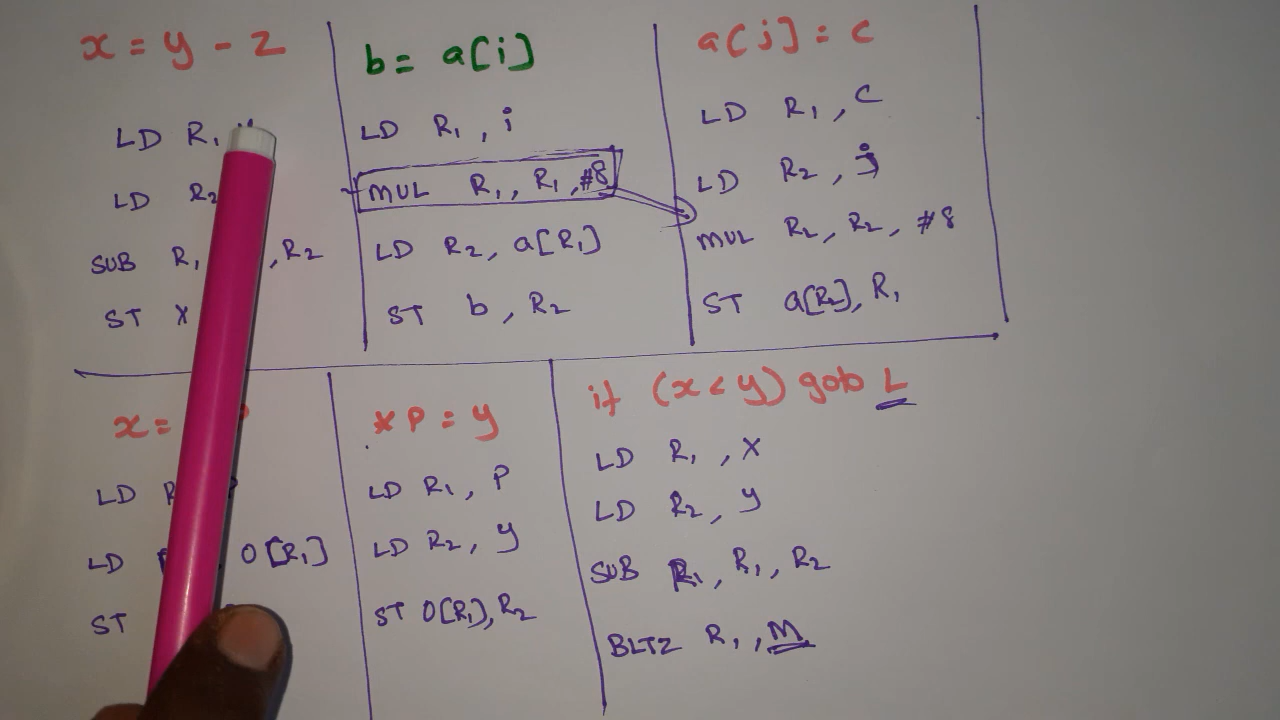 x = y - z
LD R1,
LD R2
SUB R1 , R2
ST X
b = a[i]
LD R1 , i
MUL R1, R1, #8
LD R2, a[R1]
ST b, R2
a[j] = c
LD R1, c
LD R2, j
MUL R2, R2, #8
ST a[R2], R1
x =
LD
LD 0[R1]
ST
*P = y
LD R1, P
LD R2, y
ST 0[R1], R2
if (x < y) goto L
LD R1, X
LD R2, y
SUB R1, R1, R2
BLTZ R1, M